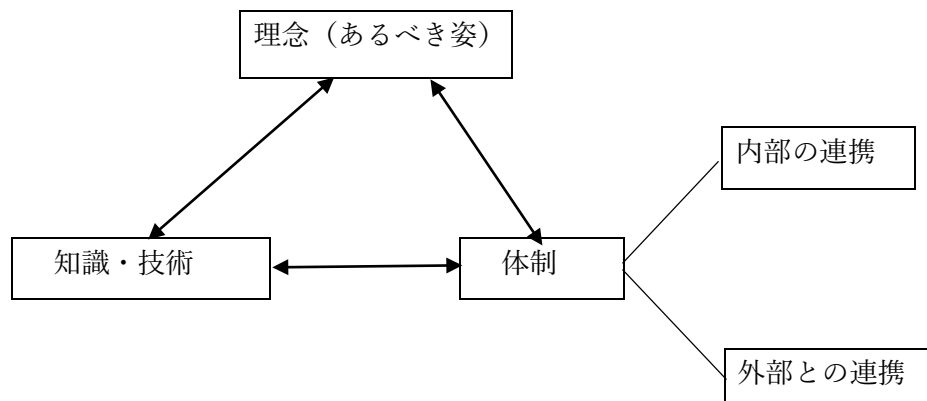 理念（あるべき姿）
内部の連携
知識・技術
体制
外部との連携